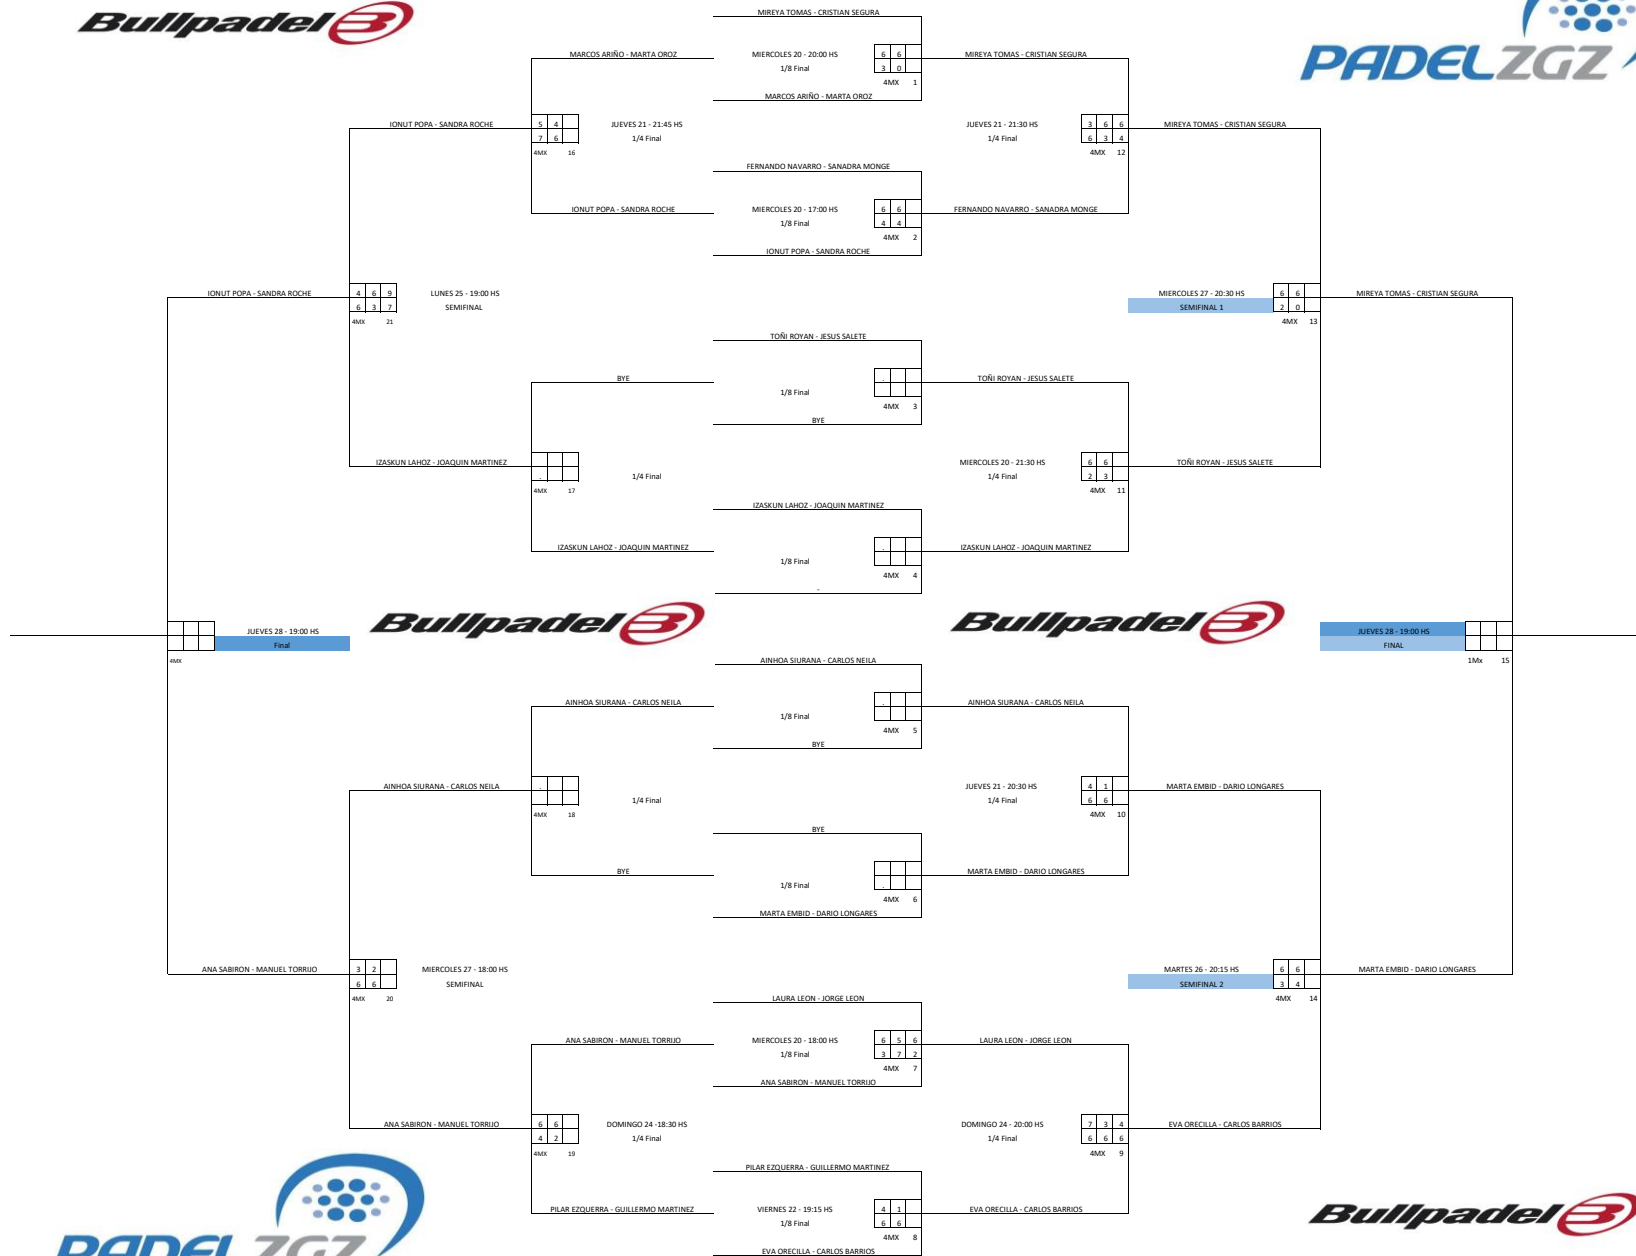 Bullpadel
MIREYA TOMAS - CRISTIAN SEGURA
PADELZGZ
MARCOS ARIÑO - MARTA OROZ
MIERCOLES 20 - 20:00 HS
6 6
MIREYA TOMAS - CRISTIAN SEGURA
1/8 Final
3 0
4MX 1
MARCOS ARIÑO - MARTA OROZ
IONUT POPA - SANDRA ROCHE
5 4
JUEVES 21 - 21:45 HS
JUEVES 21 - 21:30 HS
3 6 6
MIREYA TOMAS - CRISTIAN SEGURA
7 6
1/4 Final
1/4 Final
6 3 4
4MX 16
4MX 12
FERNANDO NAVARRO - SANADRA MONGE
IONUT POPA - SANDRA ROCHE
MIERCOLES 20 - 17:00 HS
6 6
FERNANDO NAVARRO - SANADRA MONGE
1/8 Final
4 4
4MX 2
IONUT POPA - SANDRA ROCHE
IONUT POPA - SANDRA ROCHE
4 6 9
LUNES 25 - 19:00 HS
MIERCOLES 27 - 20:30 HS
6 6
MIREYA TOMAS - CRISTIAN SEGURA
6 3 7
SEMIFINAL
SEMIFINAL 1
2 0
4MX 21
4MX 13
TOÑI ROYAN - JESUS SALETE
BYE
TOÑI ROYAN - JESUS SALETE
1/8 Final
4MX 3
BYE
IZASKUN LAHOZ - JOAQUIN MARTINEZ
MIERCOLES 20 - 21:30 HS
6 6
TOÑI ROYAN - JESUS SALETE
.
1/4 Final
1/4 Final
2 3
4MX 17
4MX 11
IZASKUN LAHOZ - JOAQUIN MARTINEZ
IZASKUN LAHOZ - JOAQUIN MARTINEZ
.
IZASKUN LAHOZ - JOAQUIN MARTINEZ
1/8 Final
4MX 4
-
Bullpadel
Bullpadel
JUEVES 28 - 19:00 HS
JUEVES 28 - 19:00 HS
Final
FINAL
4MX
1Mx 15
AINHOA SIURANA - CARLOS NEILA
AINHOA SIURANA - CARLOS NEILA
.
AINHOA SIURANA - CARLOS NEILA
1/8 Final
4MX 5
BYE
AINHOA SIURANA - CARLOS NEILA
.
JUEVES 21 - 20:30 HS
4 1
MARTA EMBID - DARIO LONGARES
1/4 Final
1/4 Final
6 6
4MX 18
4MX 10
BYE
BYE
MARTA EMBID - DARIO LONGARES
1/8 Final
.
4MX 6
MARTA EMBID - DARIO LONGARES
ANA SABIRON - MANUEL TORRIJO
3 2
MIERCOLES 27 - 18:00 HS
MARTES 26 - 20:15 HS
6 6
MARTA EMBID - DARIO LONGARES
6 6
SEMIFINAL
SEMIFINAL 2
3 4
4MX 20
4MX 14
LAURA LEON - JORGE LEON
ANA SABIRON - MANUEL TORRIJO
MIERCOLES 20 - 18:00 HS
6 5 6
LAURA LEON - JORGE LEON
1/8 Final
3 7 2
4MX 7
ANA SABIRON - MANUEL TORRIJO
ANA SABIRON - MANUEL TORRIJO
6 6
DOMINGO 24 -18:30 HS
DOMINGO 24 - 20:00 HS
7 3 4
EVA ORECILLA - CARLOS BARRIOS
4 2
1/4 Final
1/4 Final
6 6 6
4MX 19
4MX 9
PILAR EZQUERRA - GUILLERMO MARTINEZ
PILAR EZQUERRA - GUILLERMO MARTINEZ
VIERNES 22 - 19:15 HS
4 1
EVA ORECILLA - CARLOS BARRIOS
1/8 Final
6 6
4MX 8
EVA ORECILLA - CARLOS BARRIOS
PADEL ZGZ
Bullpadel